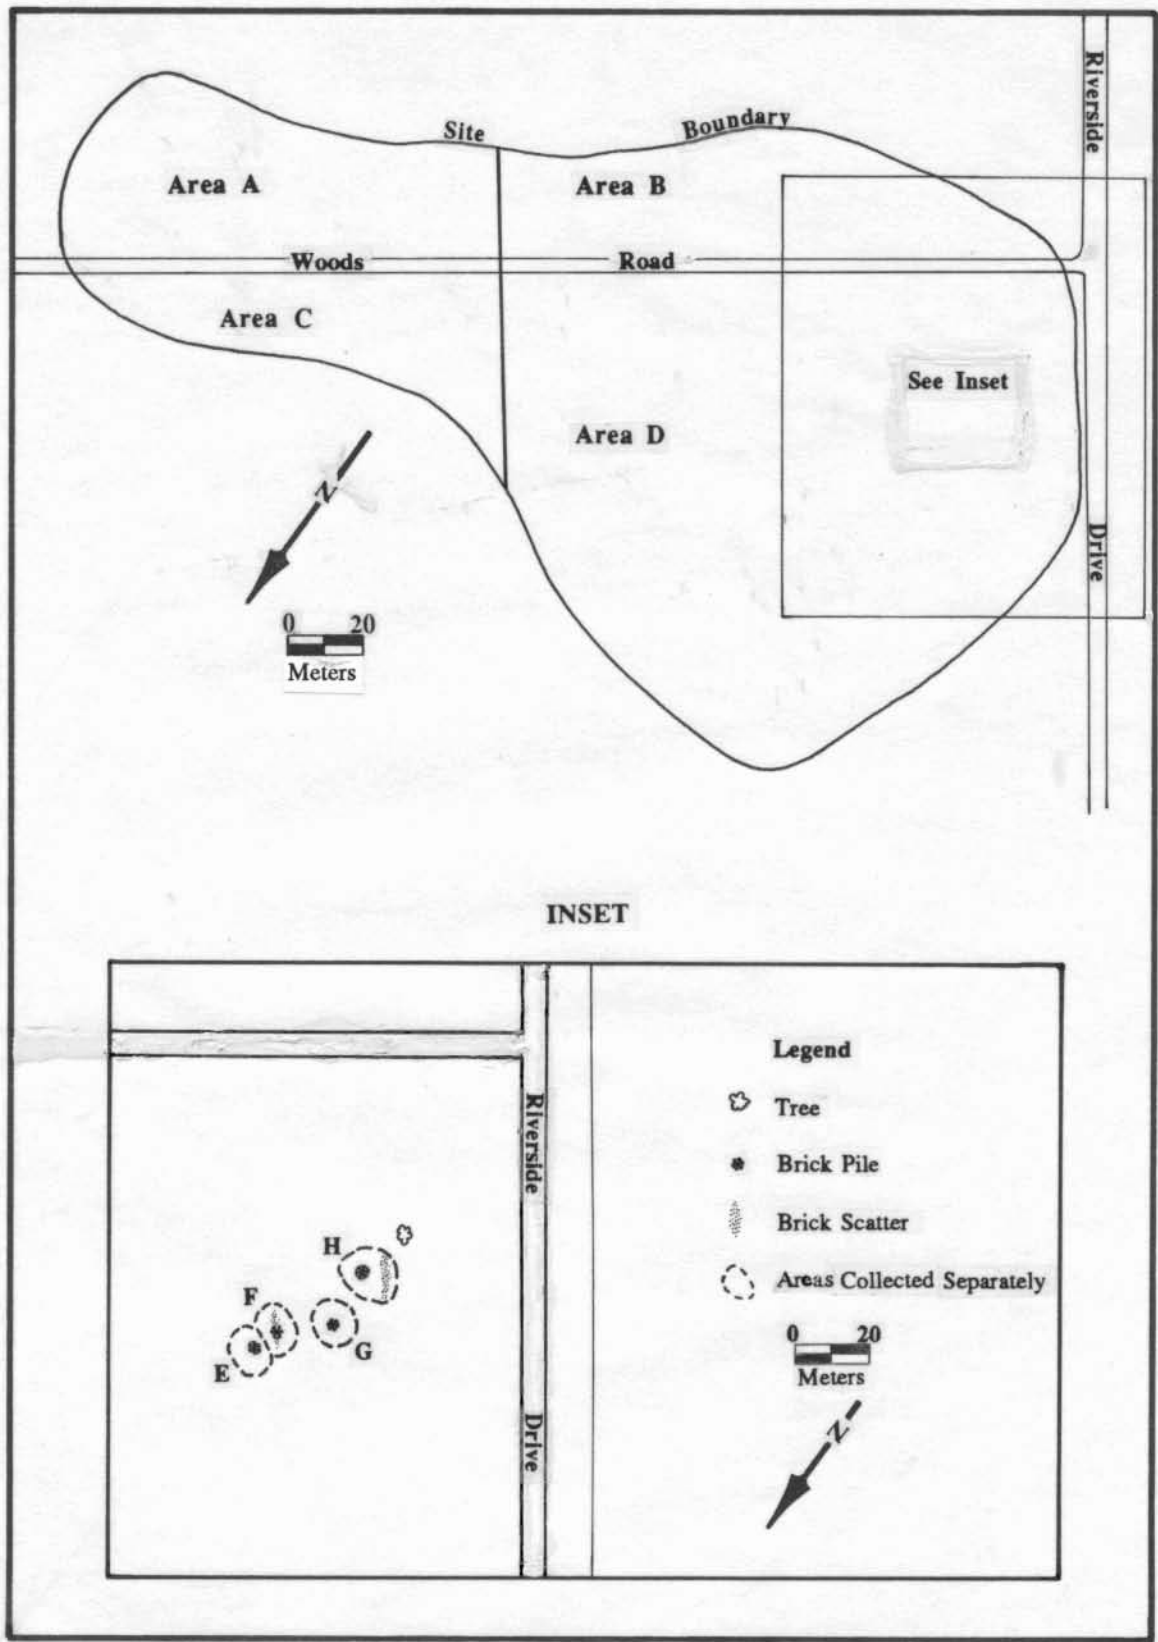 Riverside
Site Boundary
Area A
Area B
Woods Road
Area C
See Inset
Area D
N
Drive
0 20
Meters
INSET
Legend
Tree
Riverside
Brick Pile
Brick Scatter
H
Areas Collected Separately
F
G
E
0 20
Meters
Drive
N